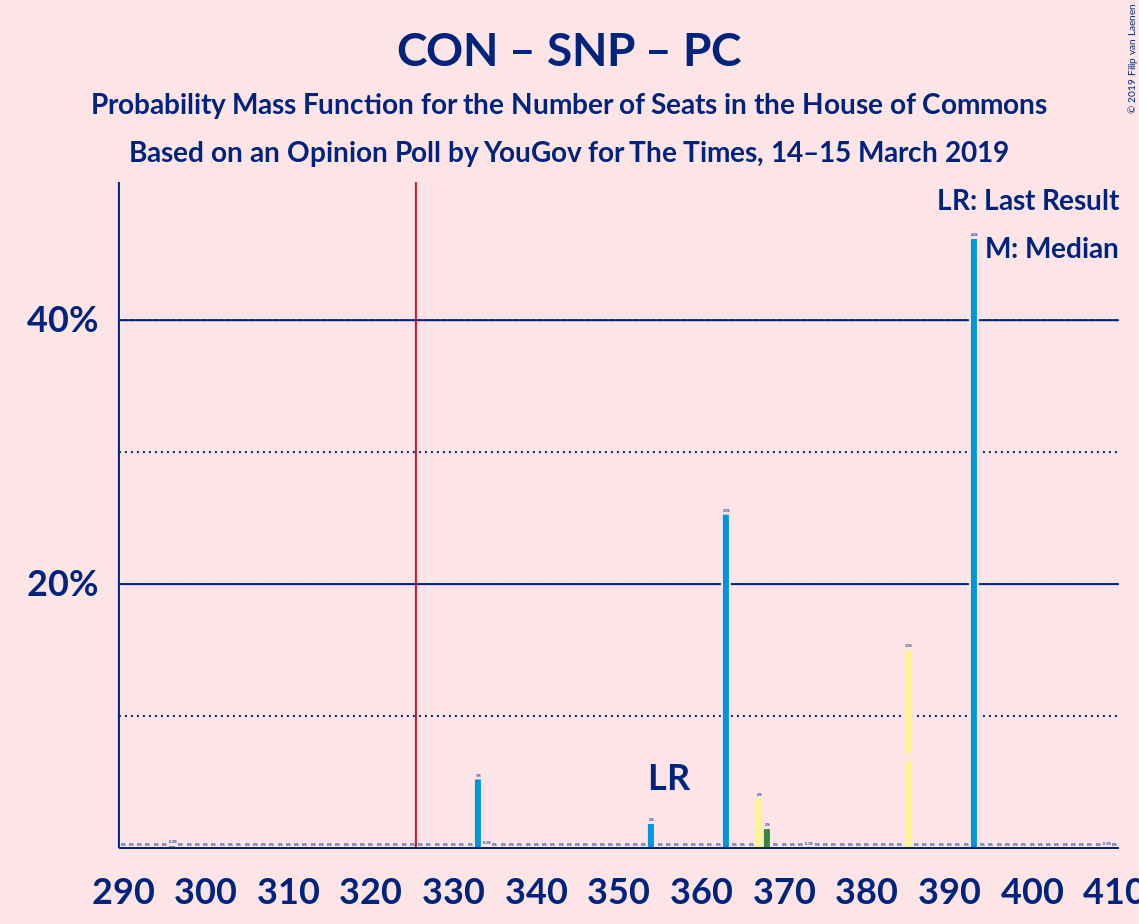 CON – SNP – PC
Probability Mass Function for the Number of Seats in the House of Commons
Based on an Opinion Poll by YouGov for The Times, 14–15 March 2019
© 2019 Filip van Laenen
LR: Last Result
M: Median
40%
20%
LR
290 300 310 320 330 340 350 360 370 380 390 400 410